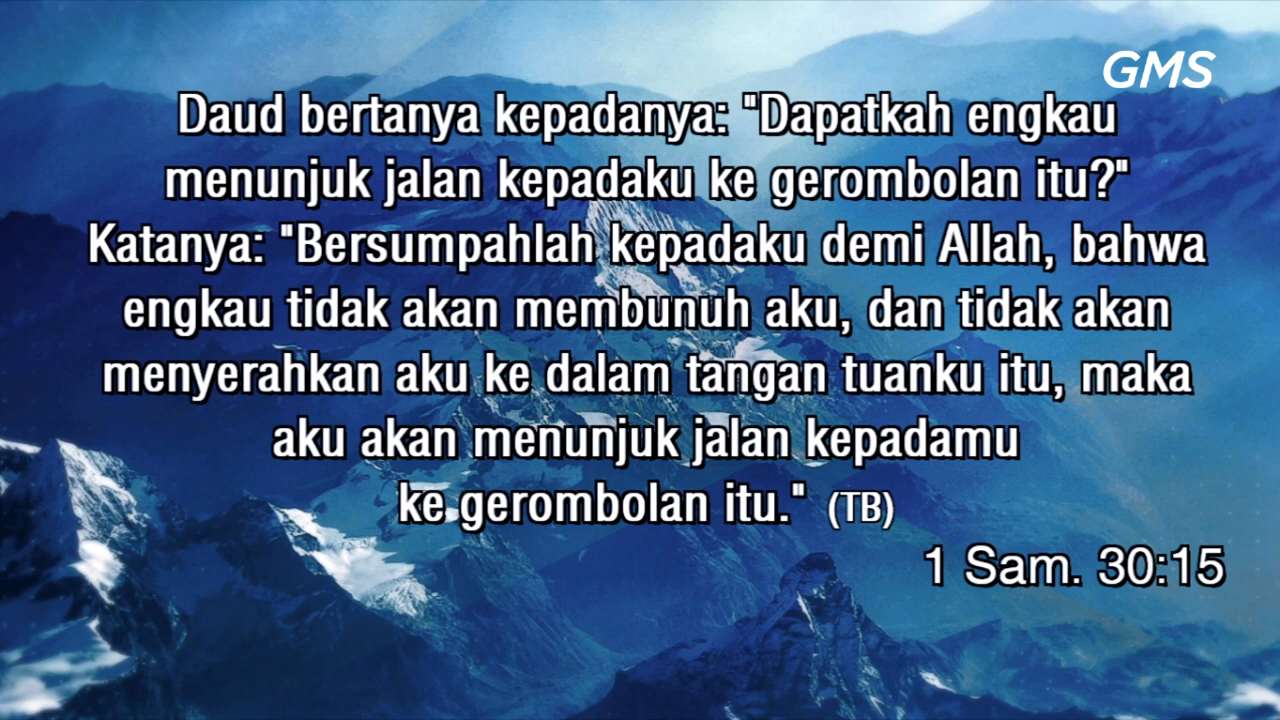 GMS
Daud bertanya kepadanya: "Dapatkah engkau
menunjuk jalan kepadaku ke gerombolan itu?"
Katanya: "Bersumpahlah kepadaku demi Allah, bahwa
engkau tidak akan membunuh aku, dan tidak akan
menyerahkan aku ke dalam tangan tuanku itu, maka
aku akan menunjuk jalan kepadamu
ke gerombolan itu." (TB)
1 Sam. 30:15